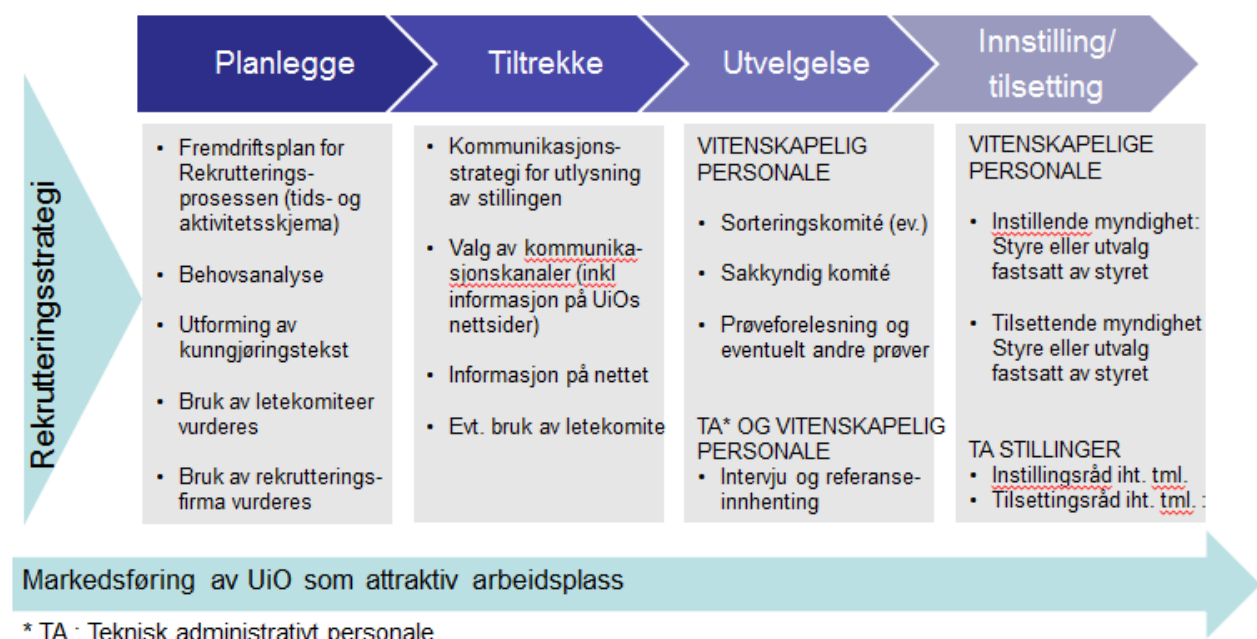 Planlegge
Tiltrekke
Utvelgelse
Innstilling/
tilsetting
Rekrutteringsstrategi
• Fremdriftsplan for
Rekrutterings-
prosessen (tids- og
aktivitetsskjema)
• Behovsanalyse
• Utforming av
kunngjøringstekst
• Bruk av letekomiteer
vurderes
• Bruk av rekrutterings-
firma vurderes
• Kommunikasjons-
strategi for utlysning
av stillingen
• Valg av kommunika-
sjonskanaler (inkl
informasjon på UiOs
nettsider)
• Informasjon på nettet
• Evt. bruk av letekomite
VITENSKAPELIG
PERSONALE
• Sorteringskomité (ev.)
• Sakkyndig komité
• Prøveforelesning og
eventuelt andre prøver
TA* OG VITENSKAPELIG
PERSONALE
• Intervju og referanse-
innhenting
VITENSKAPELIGE
PERSONALE
• Instillende myndighet:
Styre eller utvalg
fastsatt av styret
• Tilsettende myndighet
Styre eller utvalg
fastsatt av styret
TA STILLINGER
• Instillingsråd iht. tml.
• Tilsettingsråd iht. tml. :
Markedsføring av UiO som attraktiv arbeidsplass
* TA : Teknisk administrativt personale